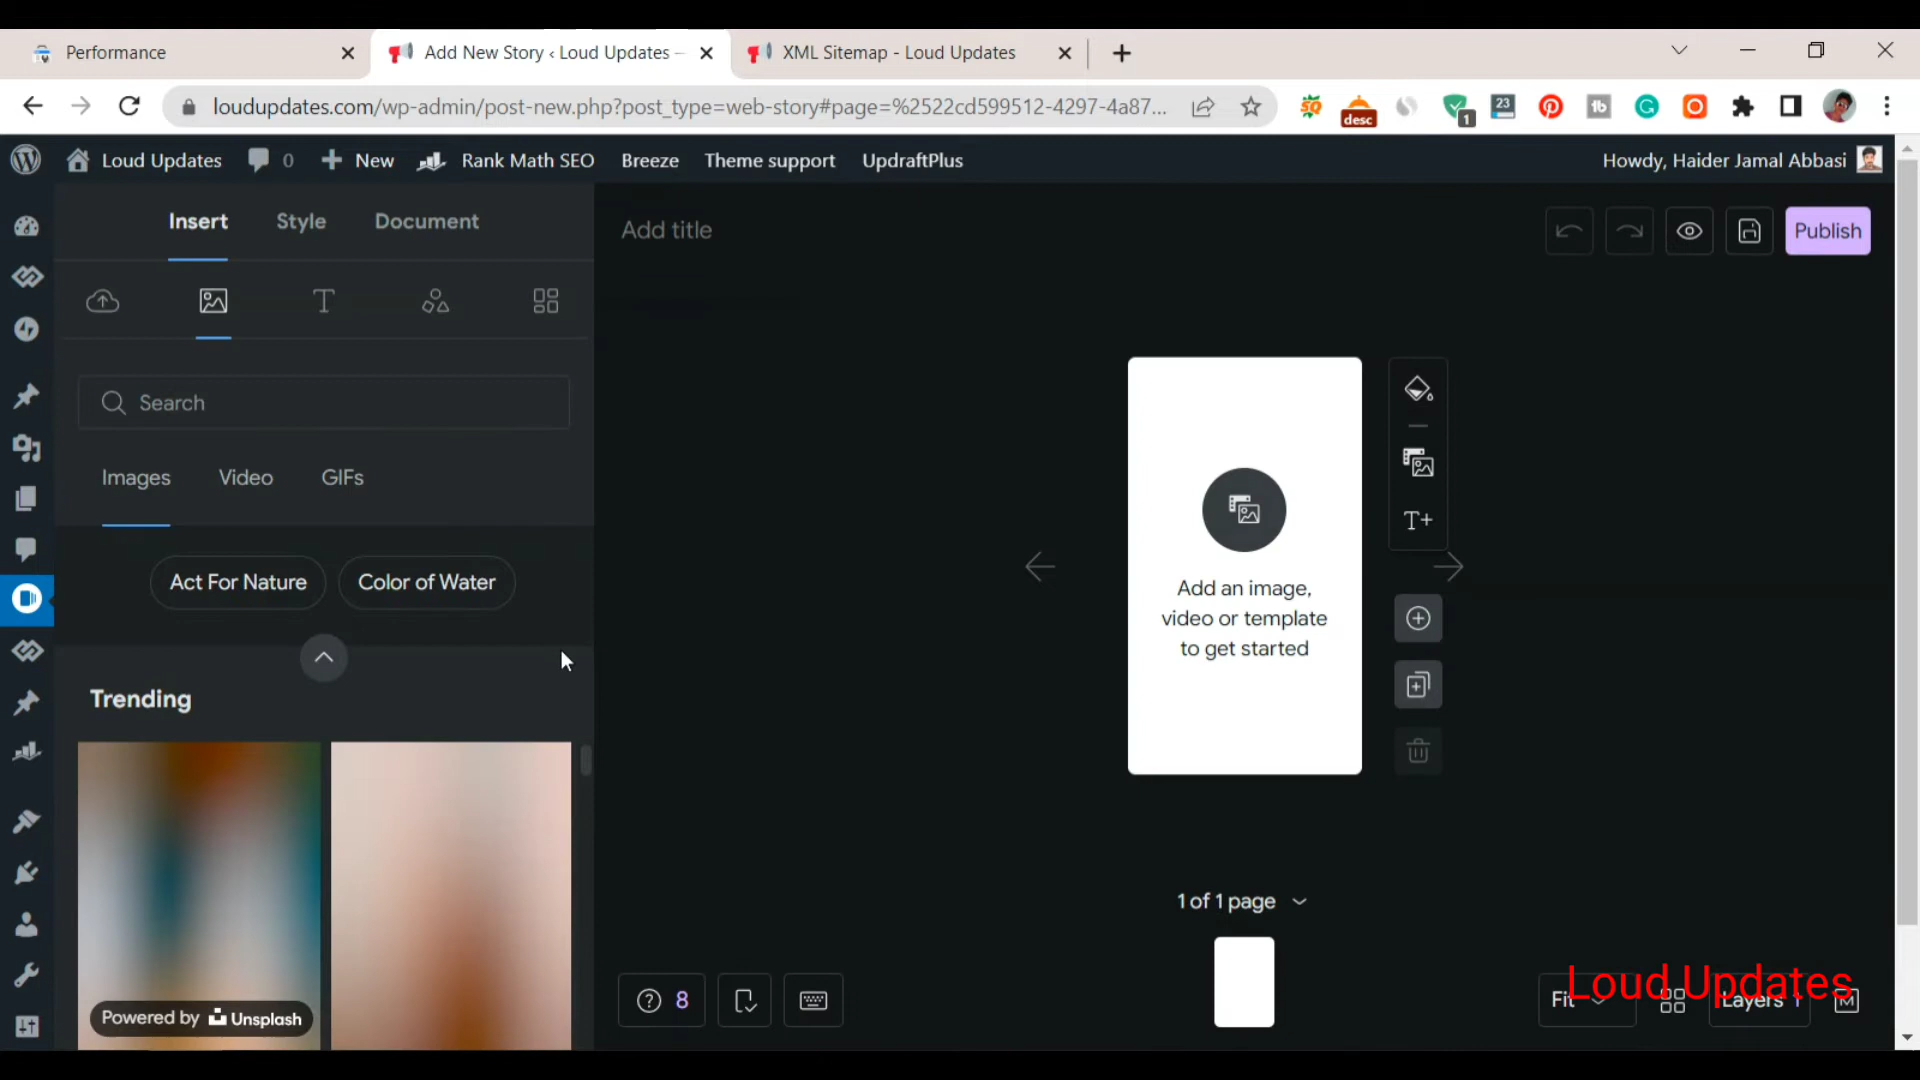 Performance
Add New Story ‹ Loud Updates —
XML Sitemap - Loud Updates
loudupdates.com/wp-admin/post-new.php?post_type=web-story#page=%2522cd599512-4297-4a87...
desc
1
23
Loud Updates
0
New
Rank Math SEO
Breeze
Theme support
UpdraftPlus
Howdy, Haider Jamal Abbasi
Insert
Style
Document
Add title
Publish
Search
Images
Video
GIFs
Act For Nature
Color of Water
Trending
Powered by Unsplash
T+
Add an image,
video or template
to get started
1 of 1 page
8
Fit
Layers 1
Loud Updates